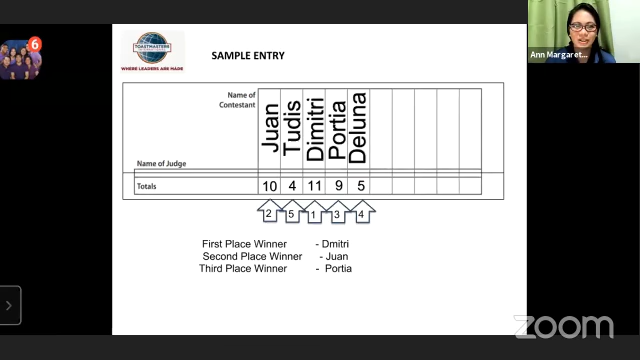 6
TOASTMASTERS
WHERE LEADERS ARE MADE
SAMPLE ENTRY
Ann Margaret...
Name of
Contestant
Juan
Tudis
Dimitri
Portia
Deluna
Name of Judge
Totals 10 4 11 9 5
2 5 1 3 4
First Place Winner - Dmitri
Second Place Winner - Juan
Third Place Winner - Portia
zoom